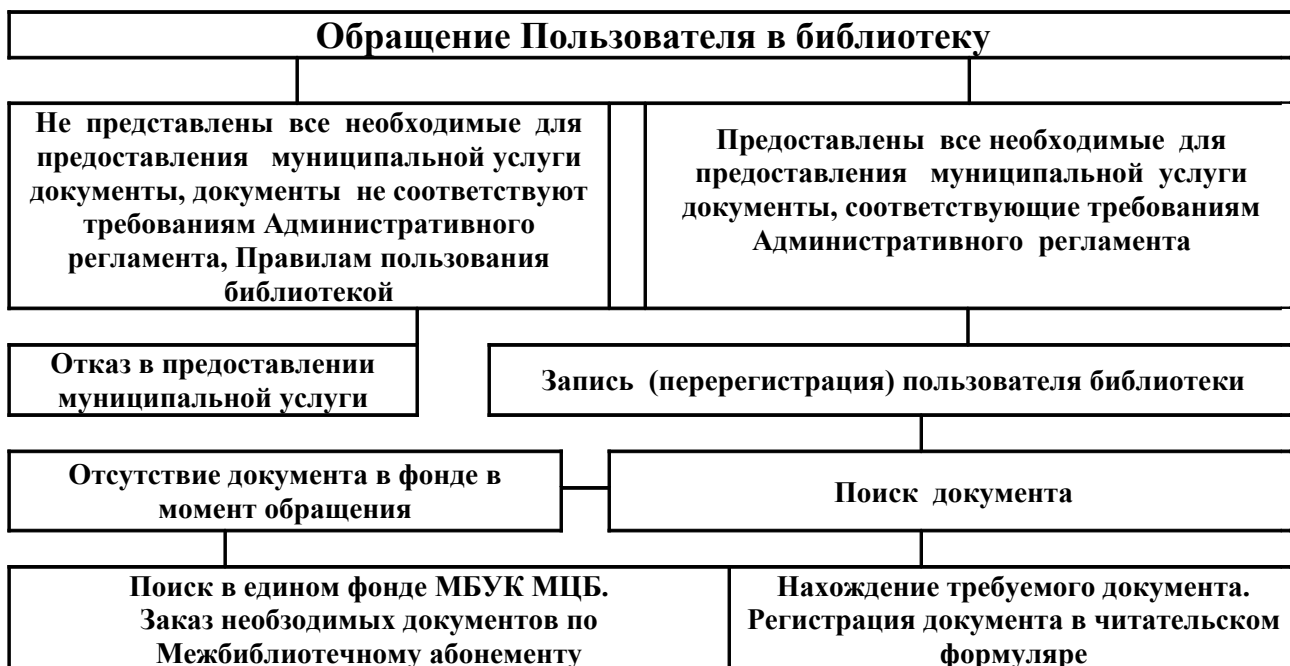 Обращение Пользователя в библиотеку
Не представлены все необходимые для
предоставления муниципальной услуги
документы, документы не соответствуют
требованиям Административного
регламента, Правилам пользования
библиотекой
Предоставлены все необходимые для
предоставления муниципальной услуги
документы, соответствующие требованиям
Административного регламента
Отказ в предоставлении
муниципальной услуги
Запись (перерегистрация) пользователя библиотеки
Отсутствие документа в фонде в
момент обращения
Поиск документа
Поиск в едином фонде МБУК МЦБ.
Заказ необзодимых документов по
Межбиблиотечному абонементу
Нахождение требуемого документа.
Регистрация документа в читательском
формуляре